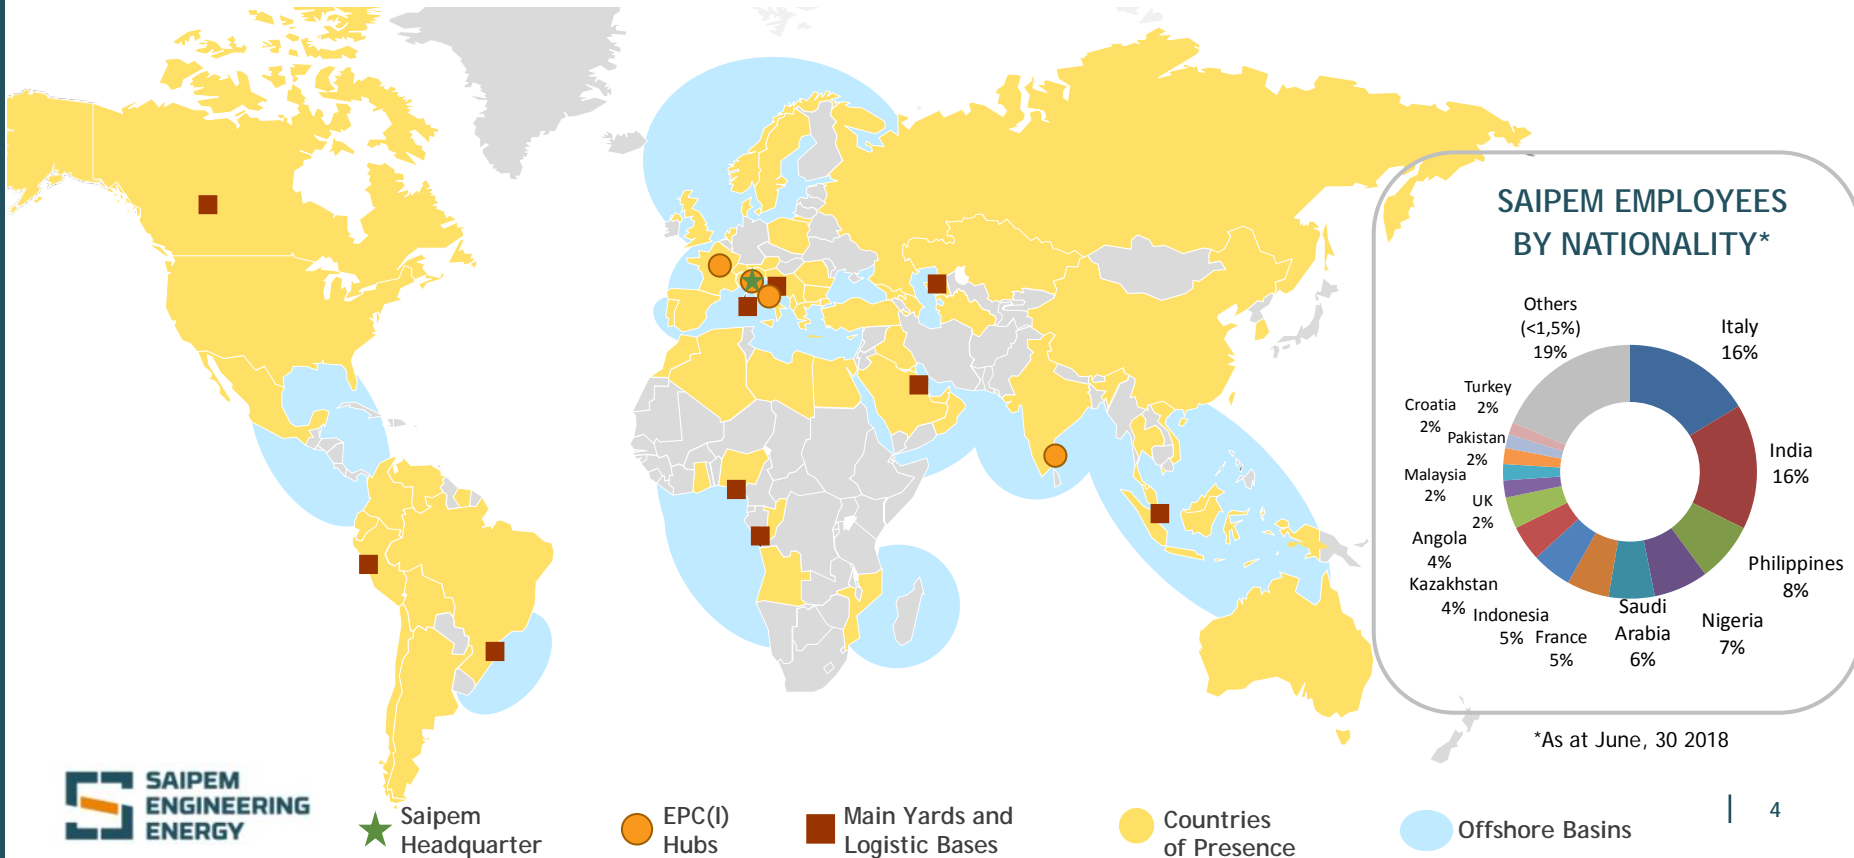 SAIPEM EMPLOYEES
BY NATIONALITY*
Others
(<1,5%)
19%
Italy
16%
India
16%
Philippines
8%
Nigeria
7%
Saudi
Arabia
6%
France
5%
Indonesia
5%
Kazakhstan
4%
Angola
4%
UK
2%
Malaysia
2%
Pakistan
2%
Croatia
2%
Turkey
2%
*As at June, 30 2018
SAIPEM
ENGINEERING
ENERGY
Saipem
Headquarter
EPC(I)
Hubs
Main Yards and
Logistic Bases
Countries
of Presence
Offshore Basins
4